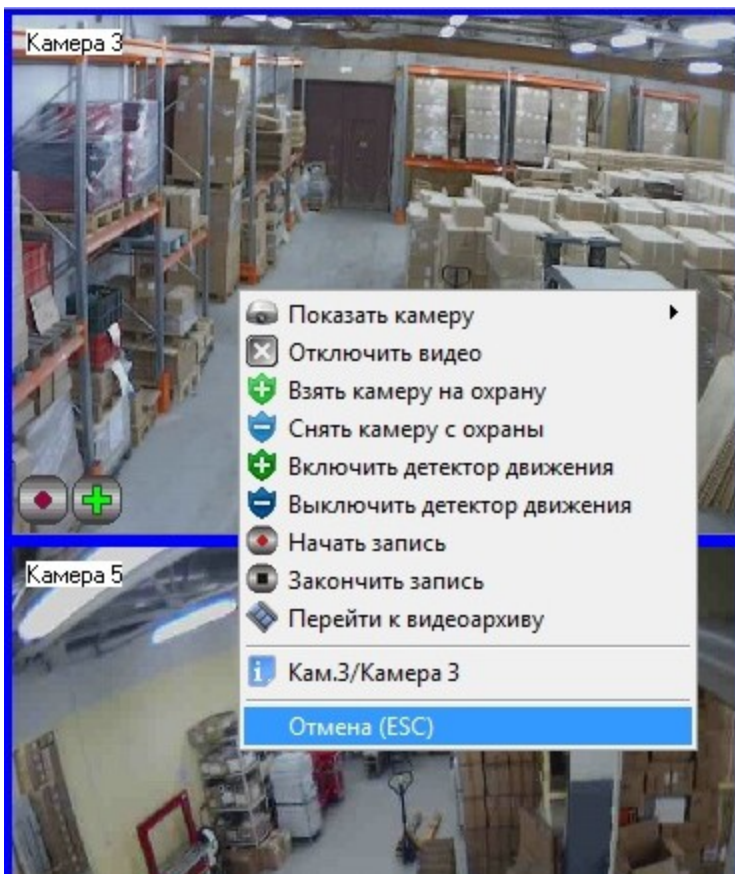 Камера 3
Показать камеру
Отключить видео
Взять камеру на охрану
Снять камеру с охраны
Включить детектор движения
Выключить детектор движения
Начать запись
Закончить запись
Перейти к видеоархиву
Кам.3/Камера 3
Отмена (ESC)
Камера 5